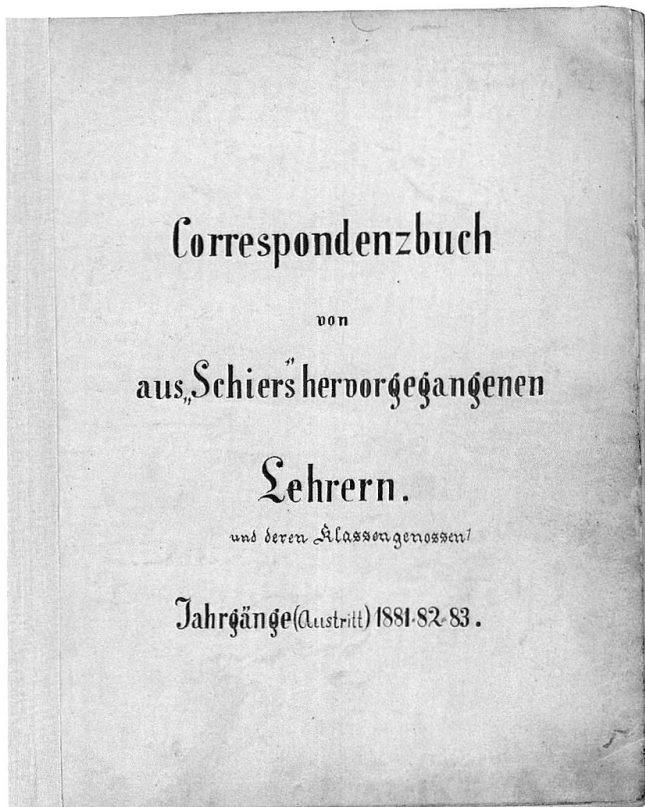 Correspondenzbuch
von
aus „Schiers" hervorgegangenen
Lehrern.
und deren Klassengenossen!
Jahrgänge (Austritt) 1881·82·83.